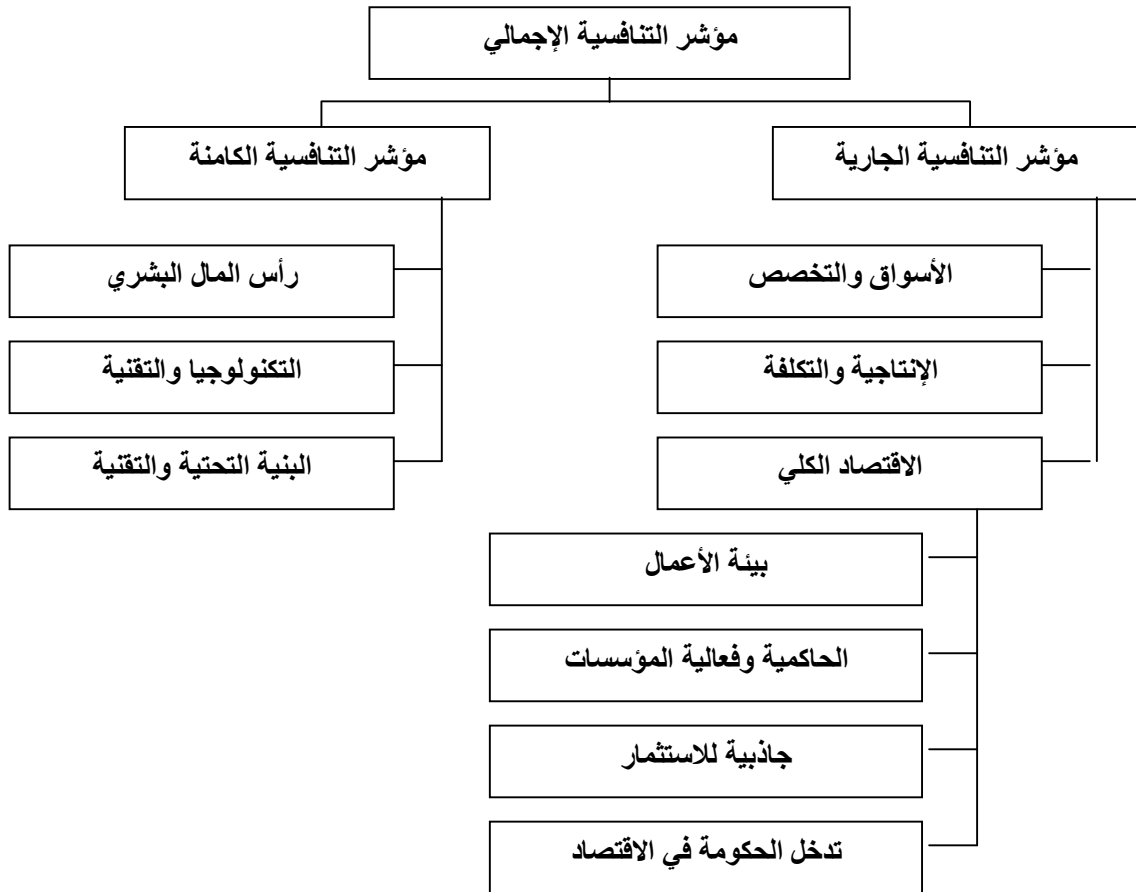 مؤشر التنافسية الإجمالي
مؤشر التنافسية الجارية
مؤشر التنافسية الكامنة
الأسواق والتخصص
رأس المال البشري
الإنتاجية والتكلفة
التكنولوجيا والتقنية
الاقتصاد الكلي
البنية التحتية والتقنية
بيئة الأعمال
الحاكمية وفعالية المؤسسات
جاذبية للاستثمار
تدخل الحكومة في الاقتصاد